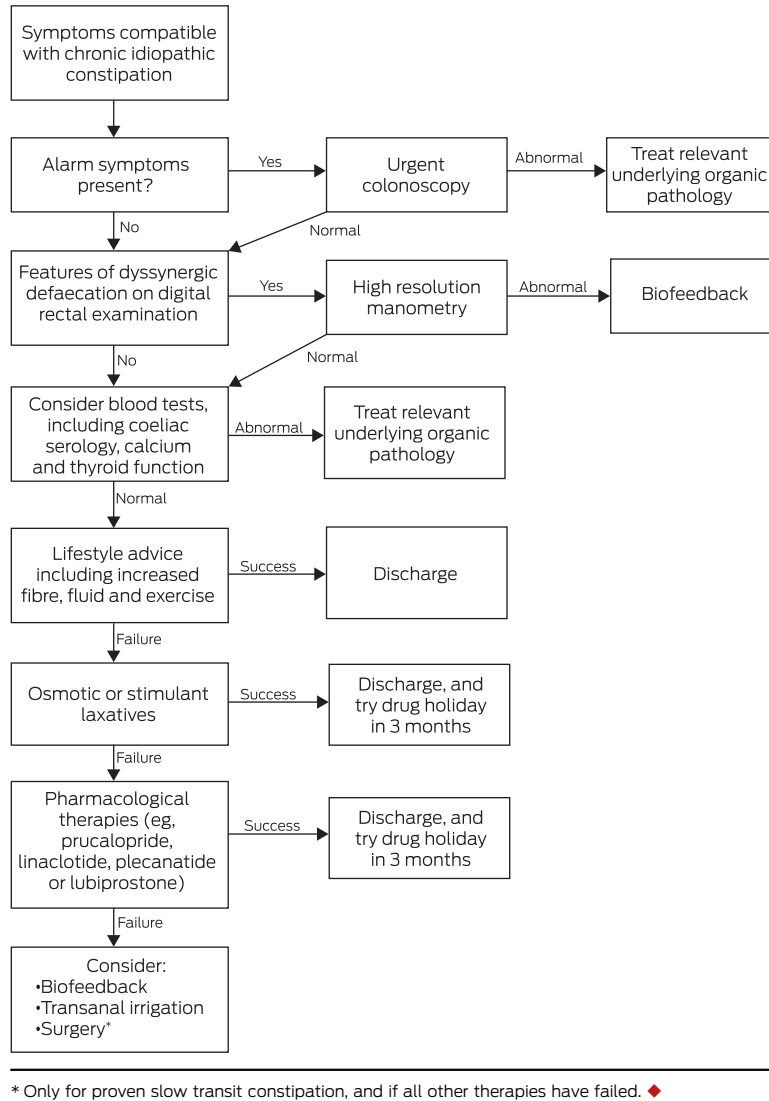 Symptoms compatible
with chronic idiopathic
constipation
Alarm symptoms
present?
Yes
Urgent
colonoscopy
Abnormal
Treat relevant
underlying organic
pathology
No
Normal
Features of dyssynergic
defaecation on digital
rectal examination
Yes
High resolution
manometry
Abnormal
Biofeedback
No
Normal
Consider blood tests,
including coeliac
serology, calcium
and thyroid function
Abnormal
Treat relevant
underlying organic
pathology
Normal
Lifestyle advice
including increased
fibre, fluid and exercise
Success
Discharge
Failure
Osmotic or stimulant
laxatives
Success
Discharge, and
try drug holiday
in 3 months
Failure
Pharmacological
therapies (eg,
prucalopride,
linaclotide, plecanatide
or lubiprostone)
Success
Discharge, and
try drug holiday
in 3 months
Failure
Consider:
•Biofeedback
•Transanal irrigation
•Surgery*
* Only for proven slow transit constipation, and if all other therapies have failed. ◆